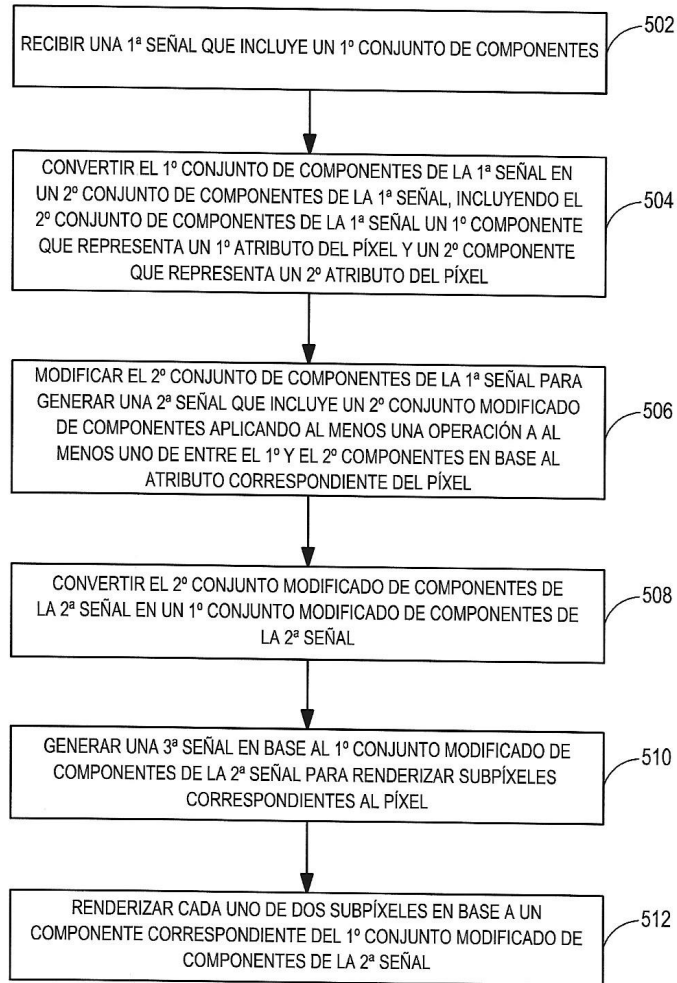 RECIBIR UNA 1ª SEÑAL QUE INCLUYE UN 1º CONJUNTO DE COMPONENTES
502
CONVERTIR EL 1º CONJUNTO DE COMPONENTES DE LA 1ª SEÑAL EN
UN 2º CONJUNTO DE COMPONENTES DE LA 1ª SEÑAL, INCLUYENDO EL
2º CONJUNTO DE COMPONENTES DE LA 1ª SEÑAL UN 1º COMPONENTE
QUE REPRESENTA UN 1º ATRIBUTO DEL PÍXEL Y UN 2º COMPONENTE
QUE REPRESENTA UN 2º ATRIBUTO DEL PÍXEL
504
MODIFICAR EL 2º CONJUNTO DE COMPONENTES DE LA 1ª SEÑAL PARA
GENERAR UNA 2ª SEÑAL QUE INCLUYE UN 2º CONJUNTO MODIFICADO
DE COMPONENTES APLICANDO AL MENOS UNA OPERACIÓN A AL
MENOS UNO DE ENTRE EL 1º Y EL 2º COMPONENTES EN BASE AL
ATRIBUTO CORRESPONDIENTE DEL PÍXEL
506
CONVERTIR EL 2º CONJUNTO MODIFICADO DE COMPONENTES DE
LA 2ª SEÑAL EN UN 1º CONJUNTO MODIFICADO DE COMPONENTES DE
LA 2ª SEÑAL
508
GENERAR UNA 3ª SEÑAL EN BASE AL 1º CONJUNTO MODIFICADO DE
COMPONENTES DE LA 2ª SEÑAL PARA RENDERIZAR SUBPÍXELES
CORRESPONDIENTES AL PÍXEL
510
RENDERIZAR CADA UNO DE DOS SUBPÍXELES EN BASE A UN
COMPONENTE CORRESPONDIENTE DEL 1º CONJUNTO MODIFICADO DE
COMPONENTES DE LA 2ª SEÑAL
512